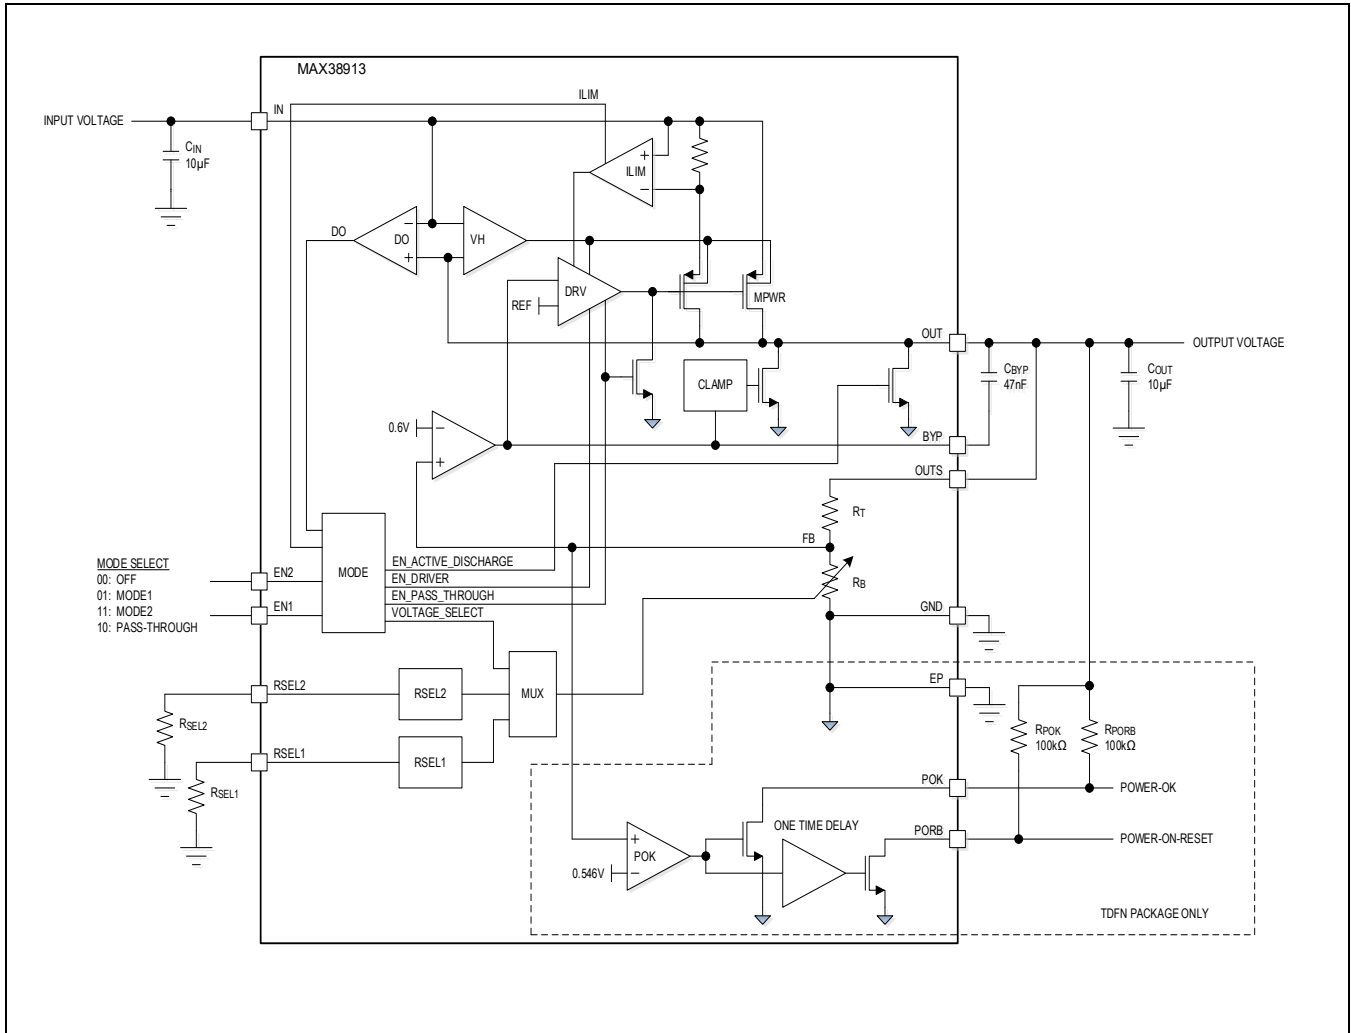 MAX38913
ILIM
IN
INPUT VOLTAGE
CIN
10µF
+
ILIM
−
DO
−
DO
+
VH
DRV
REF
MPWR
OUT
OUTPUT VOLTAGE
CLAMP
CBYP
47nF
COUT
10µF
0.6V
−
+
BYP
OUTS
RT
FB
RB
MODE SELECT
00: OFF
01: MODE1
11: MODE2
10: PASS-THROUGH
EN2
EN1
MODE
EN_ACTIVE_DISCHARGE
EN_DRIVER
EN_PASS_THROUGH
VOLTAGE_SELECT
GND
EP
RSEL2
RSEL2
MUX
RSEL2
RSEL1
RSEL1
RSEL1
RPOK
100kΩ
RPORB
100kΩ
POK
POWER-OK
ONE TIME DELAY
PORB
POWER-ON-RESET
+
POK
−
0.546V
TDFN PACKAGE ONLY